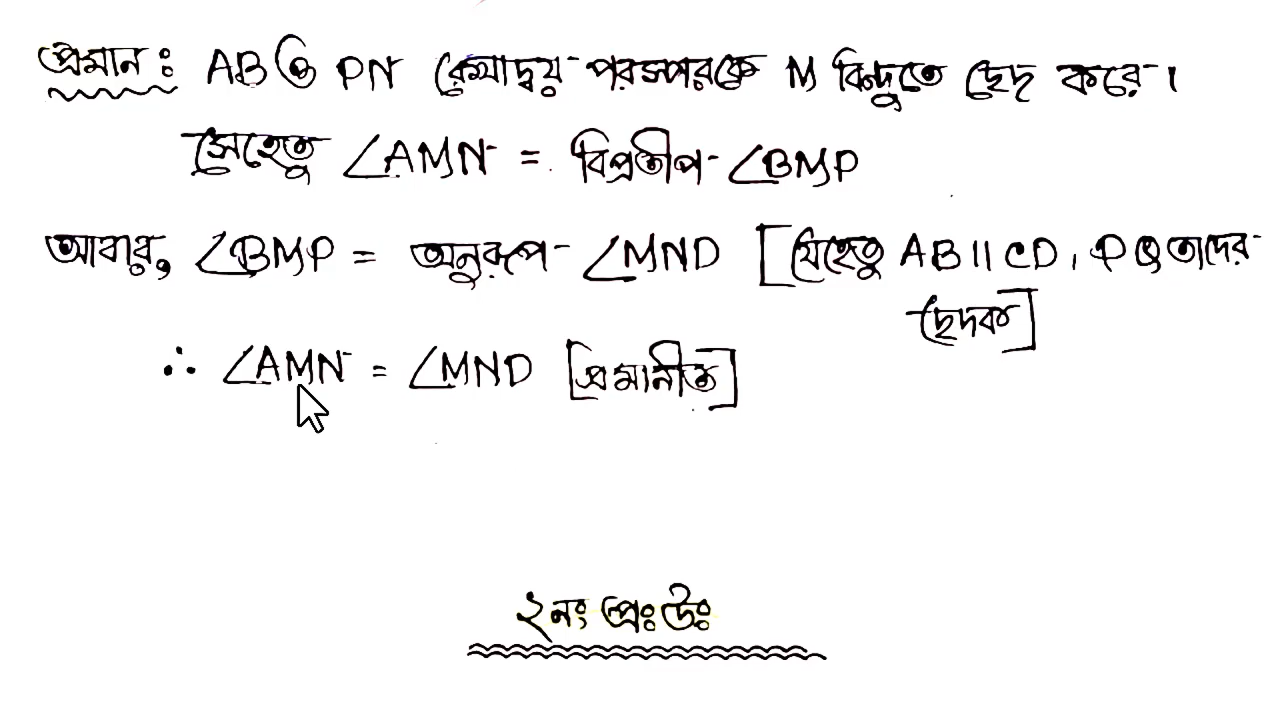 প্রমান: AB ও PN রেখাদ্বয় পরস্পরকে M বিন্দুতে ছেদ করে।
সেহেতু ∠AMN = বিপ্রতীপ ∠BMP
আবার, ∠BMP = অনুরূপ ∠MND [যেহেতু AB || CD, PQ তাদের
ছেদক]
∴ ∠AMN = ∠MND [প্রমানীত]
২নং প্রঃউঃ